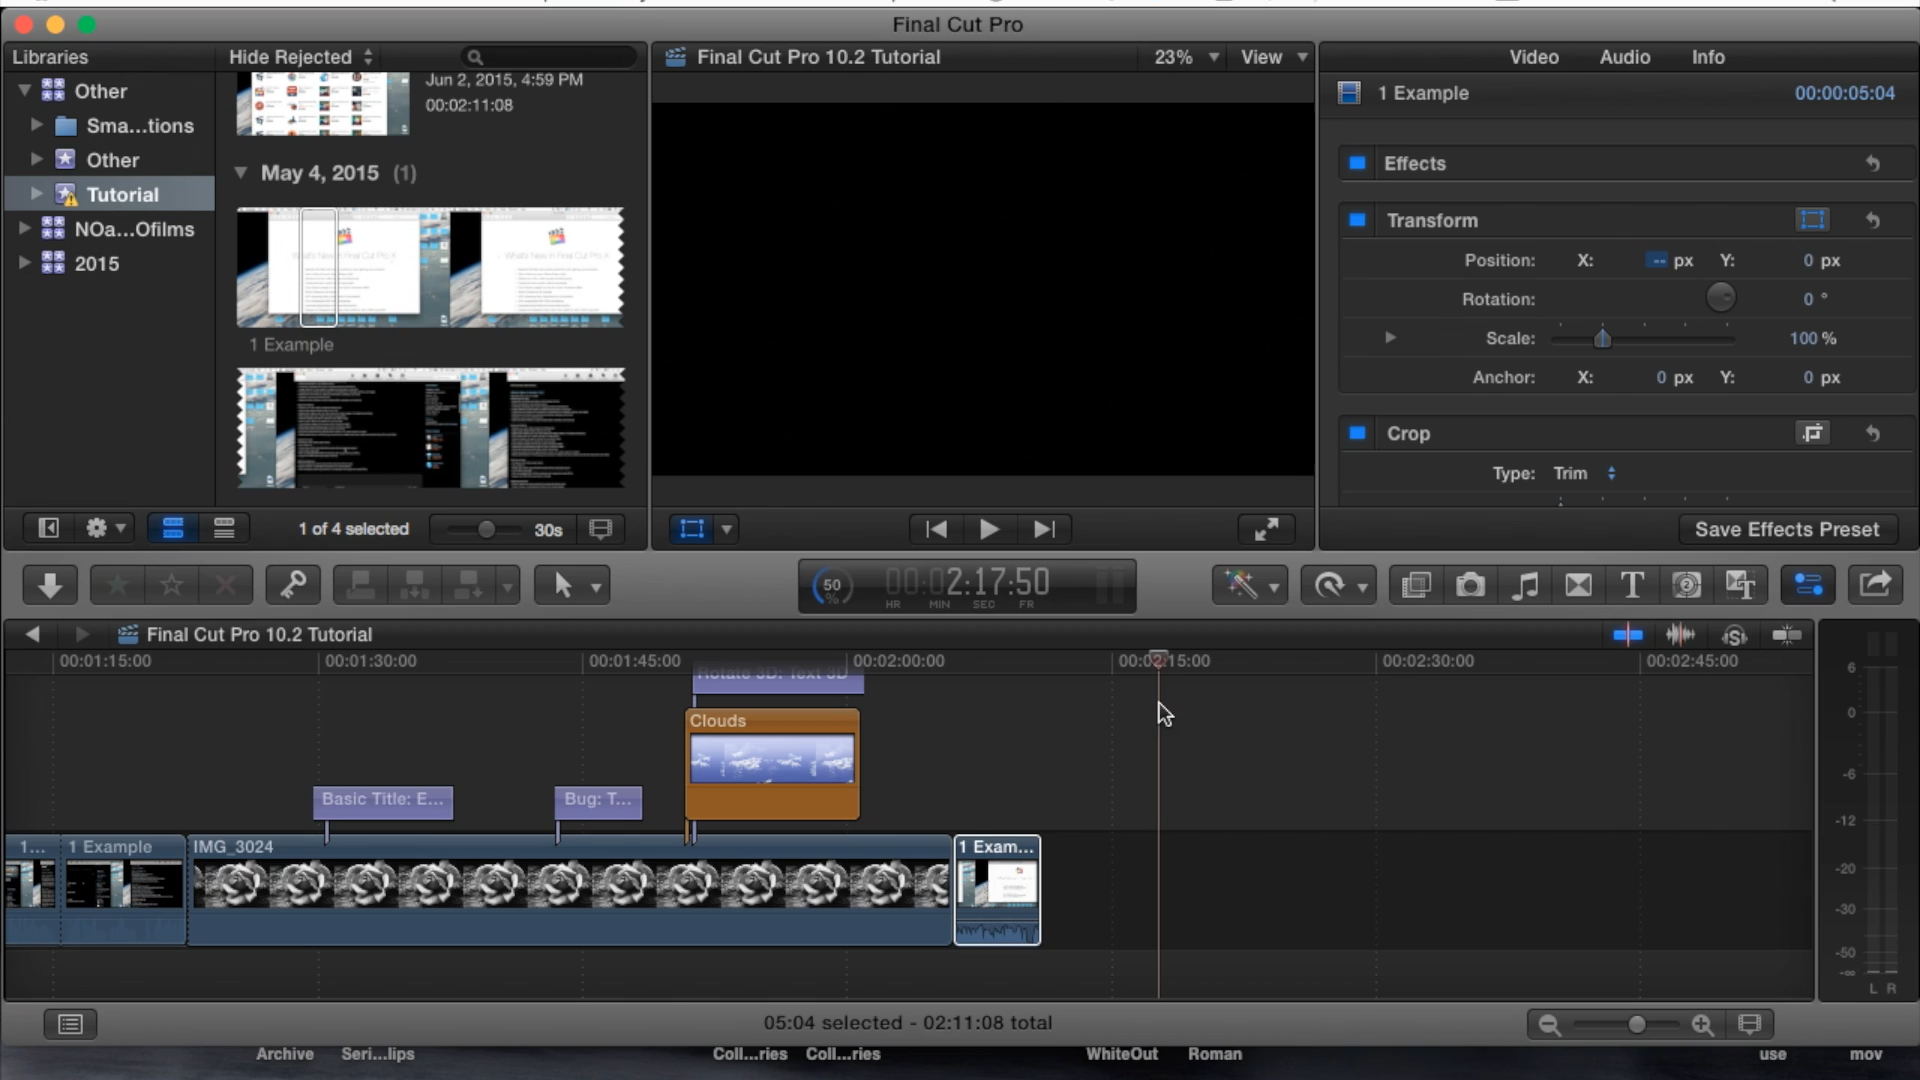 Final Cut Pro
Libraries
Hide Rejected
Final Cut Pro 10.2 Tutorial
23%
View
Video
Audio
Info
Other
Sma...tions
Other
Tutorial
NOa...Ofilms
2015
Jun 2, 2015, 4:59 PM
00:02:11:08
May 4, 2015 (1)
What's New in Final Cut Pro X
1 Example
1 of 4 selected
30s
1 Example
00:00:05:04
Effects
Transform
Position: X: -- px Y: 0 px
Rotation: 0 °
Scale: 100 %
Anchor: X: 0 px Y: 0 px
Crop
Type: Trim
Save Effects Preset
50
%
00:02:17:50
HR MIN SEC FR
Final Cut Pro 10.2 Tutorial
00:01:15:00
00:01:30:00
00:01:45:00
00:02:00:00
00:02:15:00
00:02:30:00
00:02:45:00
Rotate 3D: Text 3D
Clouds
Basic Title: E...
Bug: T...
1...
1 Example
IMG_3024
1 Exam...
6
0
-6
-12
-20
-30
-50
-∞
L R
05:04 selected - 02:11:08 total
Archive
Seri...lips
Coll...ries
Coll...ries
WhiteOut
Roman
use
mov